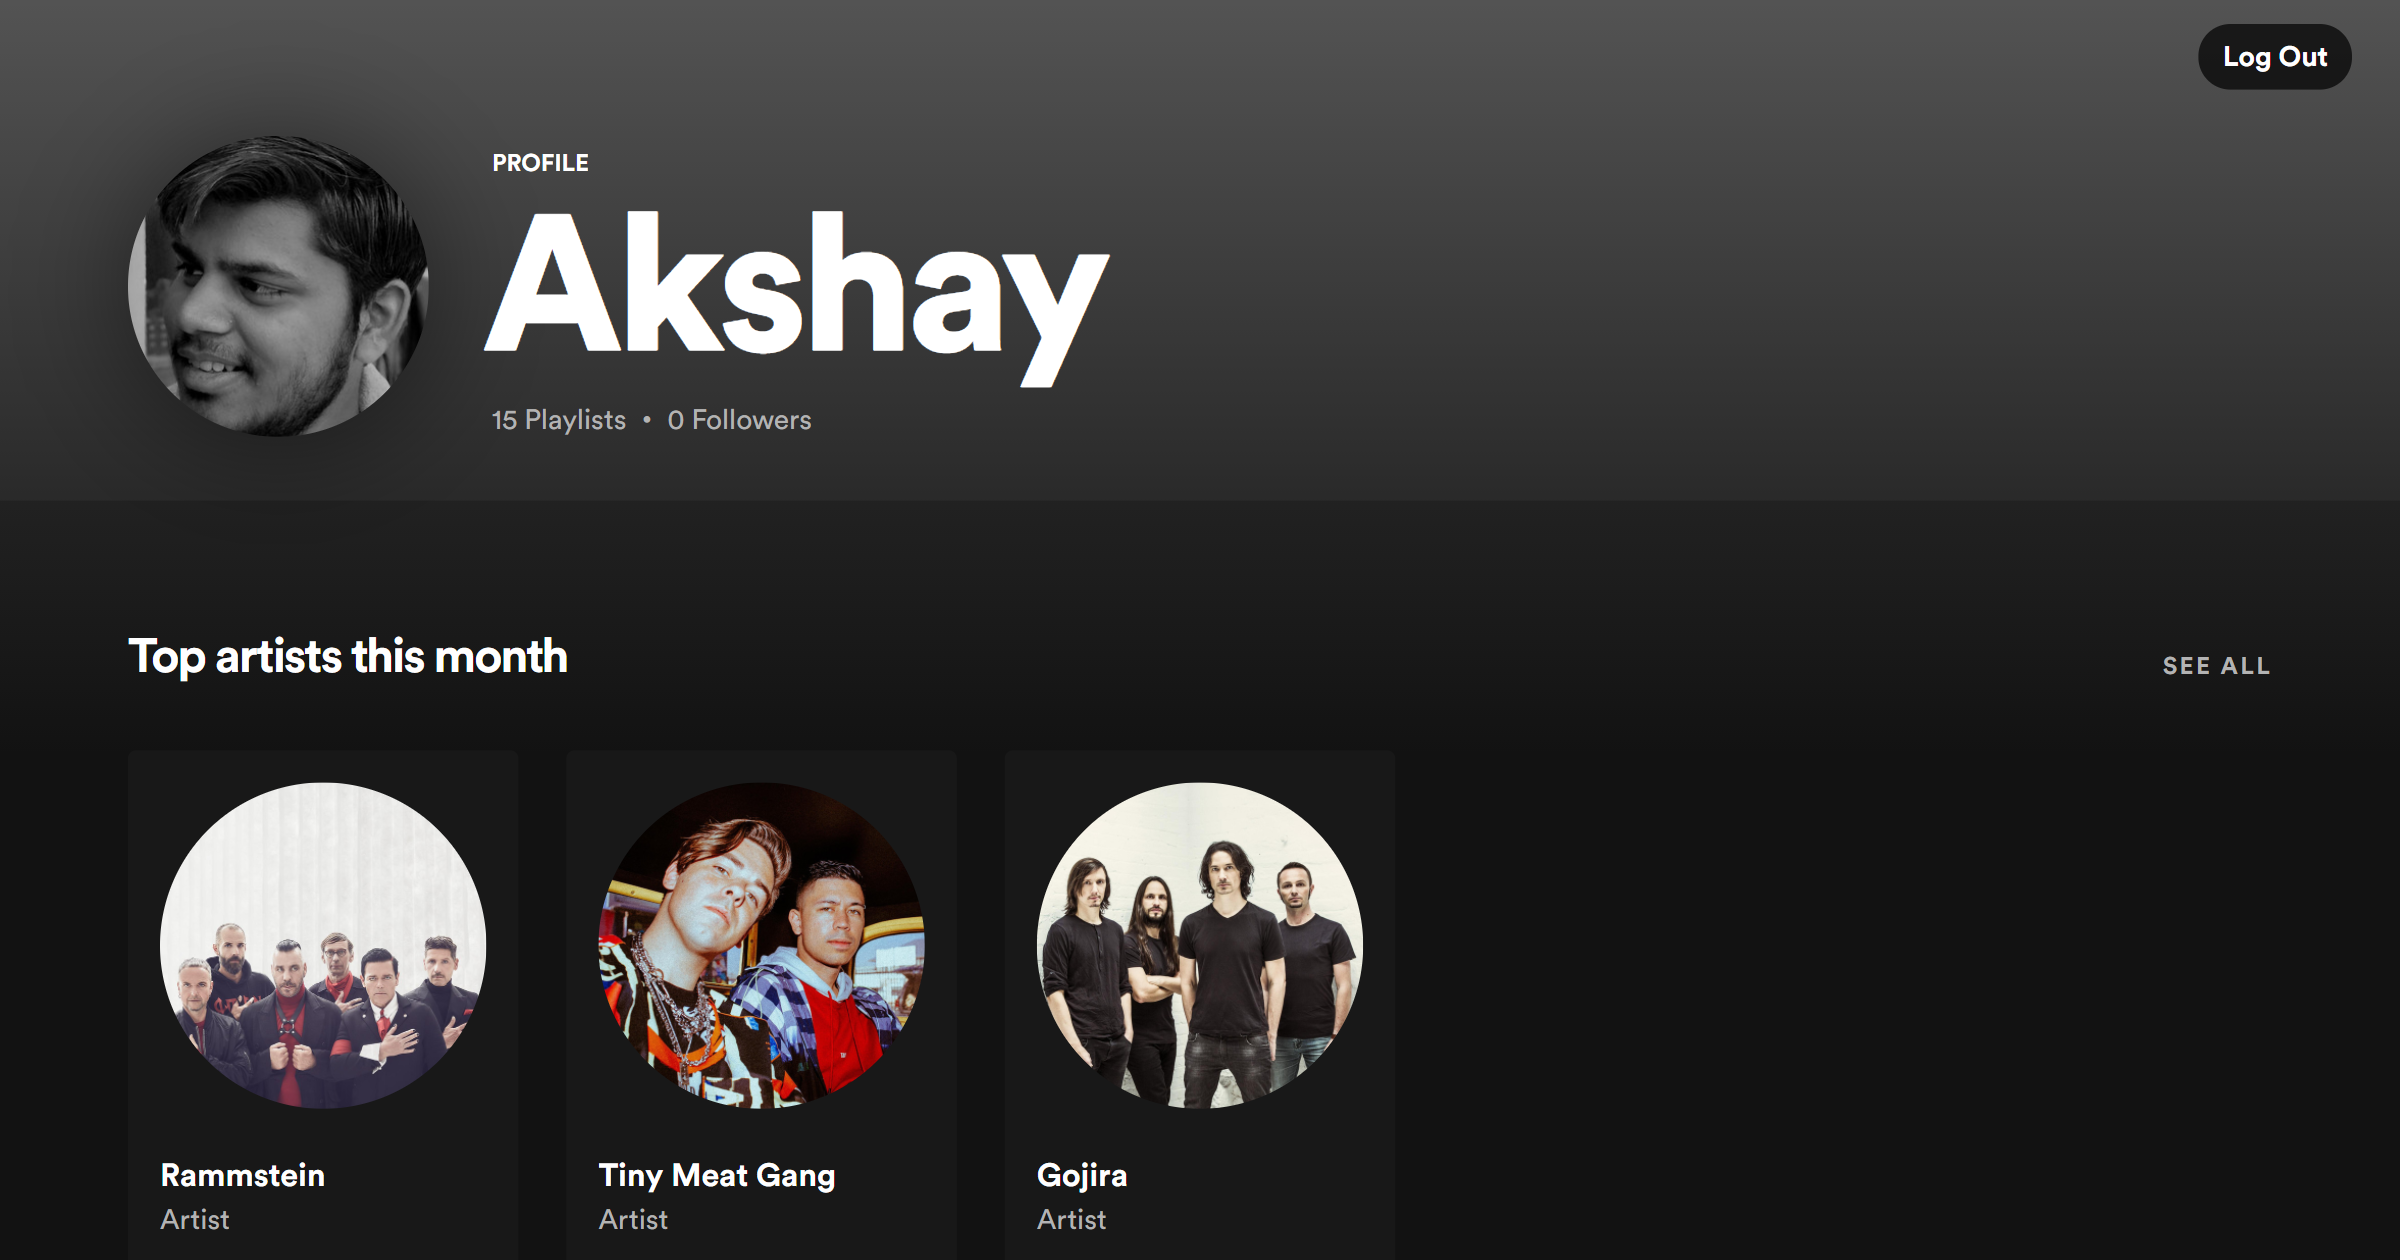 Log Out
PROFILE
Akshay
15 Playlists • 0 Followers
Top artists this month
SEE ALL
Rammstein
Artist
Tiny Meat Gang
Artist
Gojira
Artist